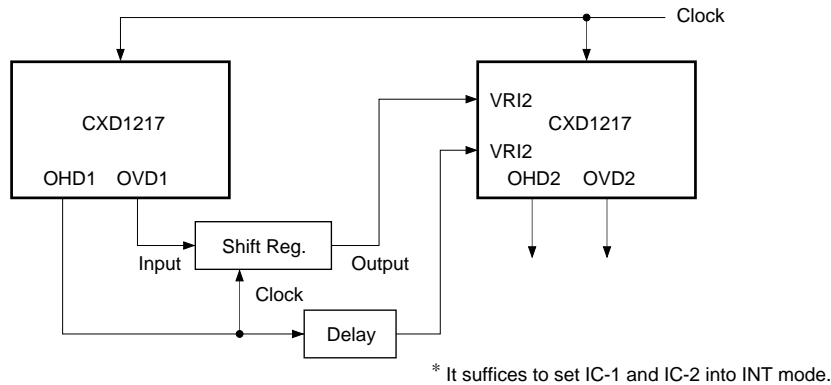 Clock
CXD1217
OHD1 OVD1
VRI2
CXD1217
VRI2
OHD2 OVD2
Shift Reg.
Input
Output
Clock
Delay
* It suffices to set IC-1 and IC-2 into INT mode.